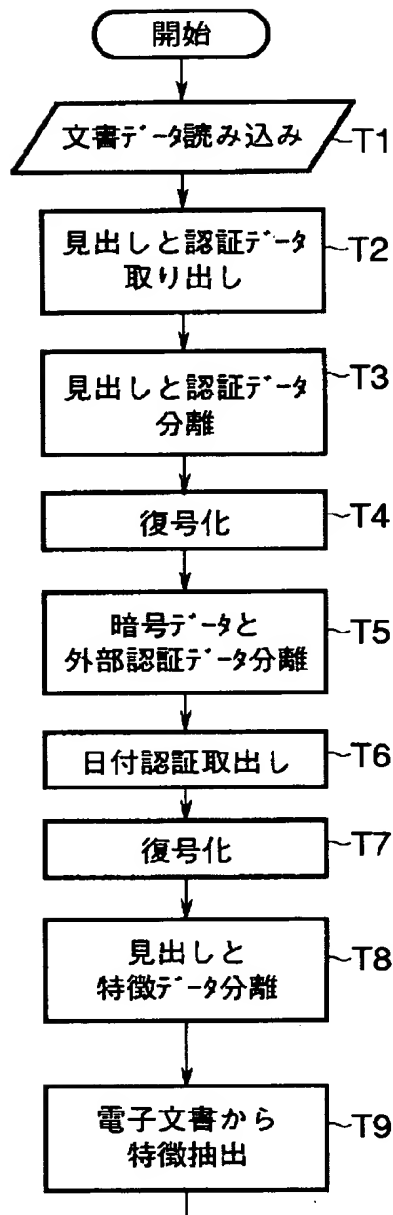 開始
文書データ読み込み
T1
見出しと認証データ
取り出し
T2
見出しと認証データ
分離
T3
復号化
T4
暗号データと
外部認証データ分離
T5
日付認証取出し
T6
復号化
T7
見出しと
特徴データ分離
T8
電子文書から
特徴抽出
T9